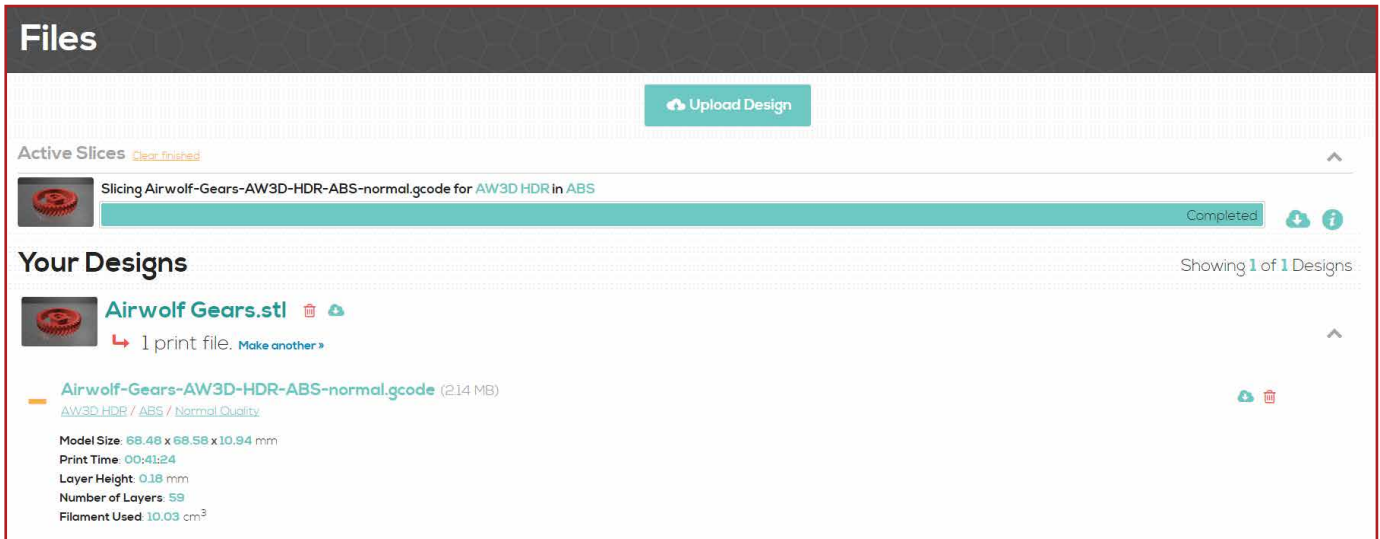 Files
Upload Design
Active Slices Clear finished
Slicing Airwolf-Gears-AW3D-HDR-ABS-normal.gcode for AW3D HDR in ABS
Completed
Your Designs
Showing 1 of 1 Designs
Airwolf Gears.stl
1 print file. Make another »
Airwolf-Gears-AW3D-HDR-ABS-normal.gcode (2.14 MB)
AW3D HDR / ABS / Normal Quality
Model Size: 68.48 x 68.58 x 10.94 mm
Print Time: 00:41:24
Layer Height: 0.18 mm
Number of Layers: 59
Filament Used: 10.03 cm³